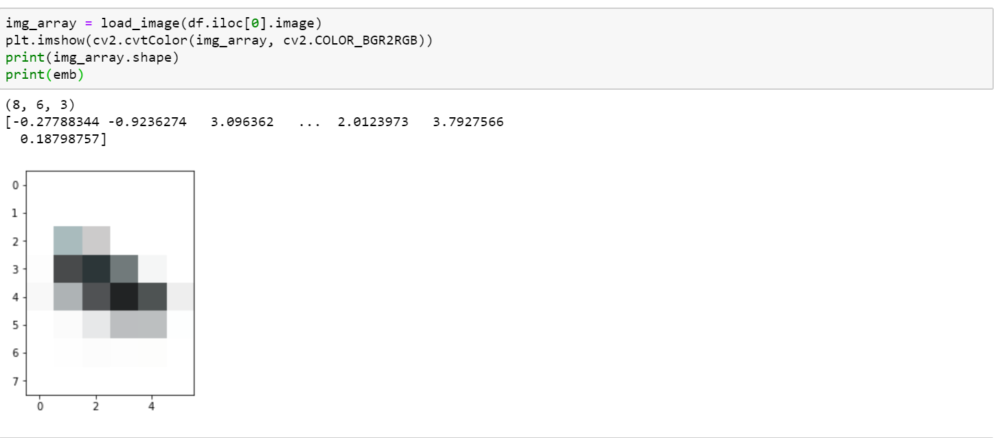 img_array = load_image(df.iloc[0].image)
plt.imshow(cv2.cvtColor(img_array, cv2.COLOR_BGR2RGB))
print(img_array.shape)
print(emb)
(8, 6, 3)
[-0.27788344 -0.9236274   3.096362   ...  2.0123973   3.7927566
  0.18798757]
0
1
2
3
4
5
6
7
0 2 4